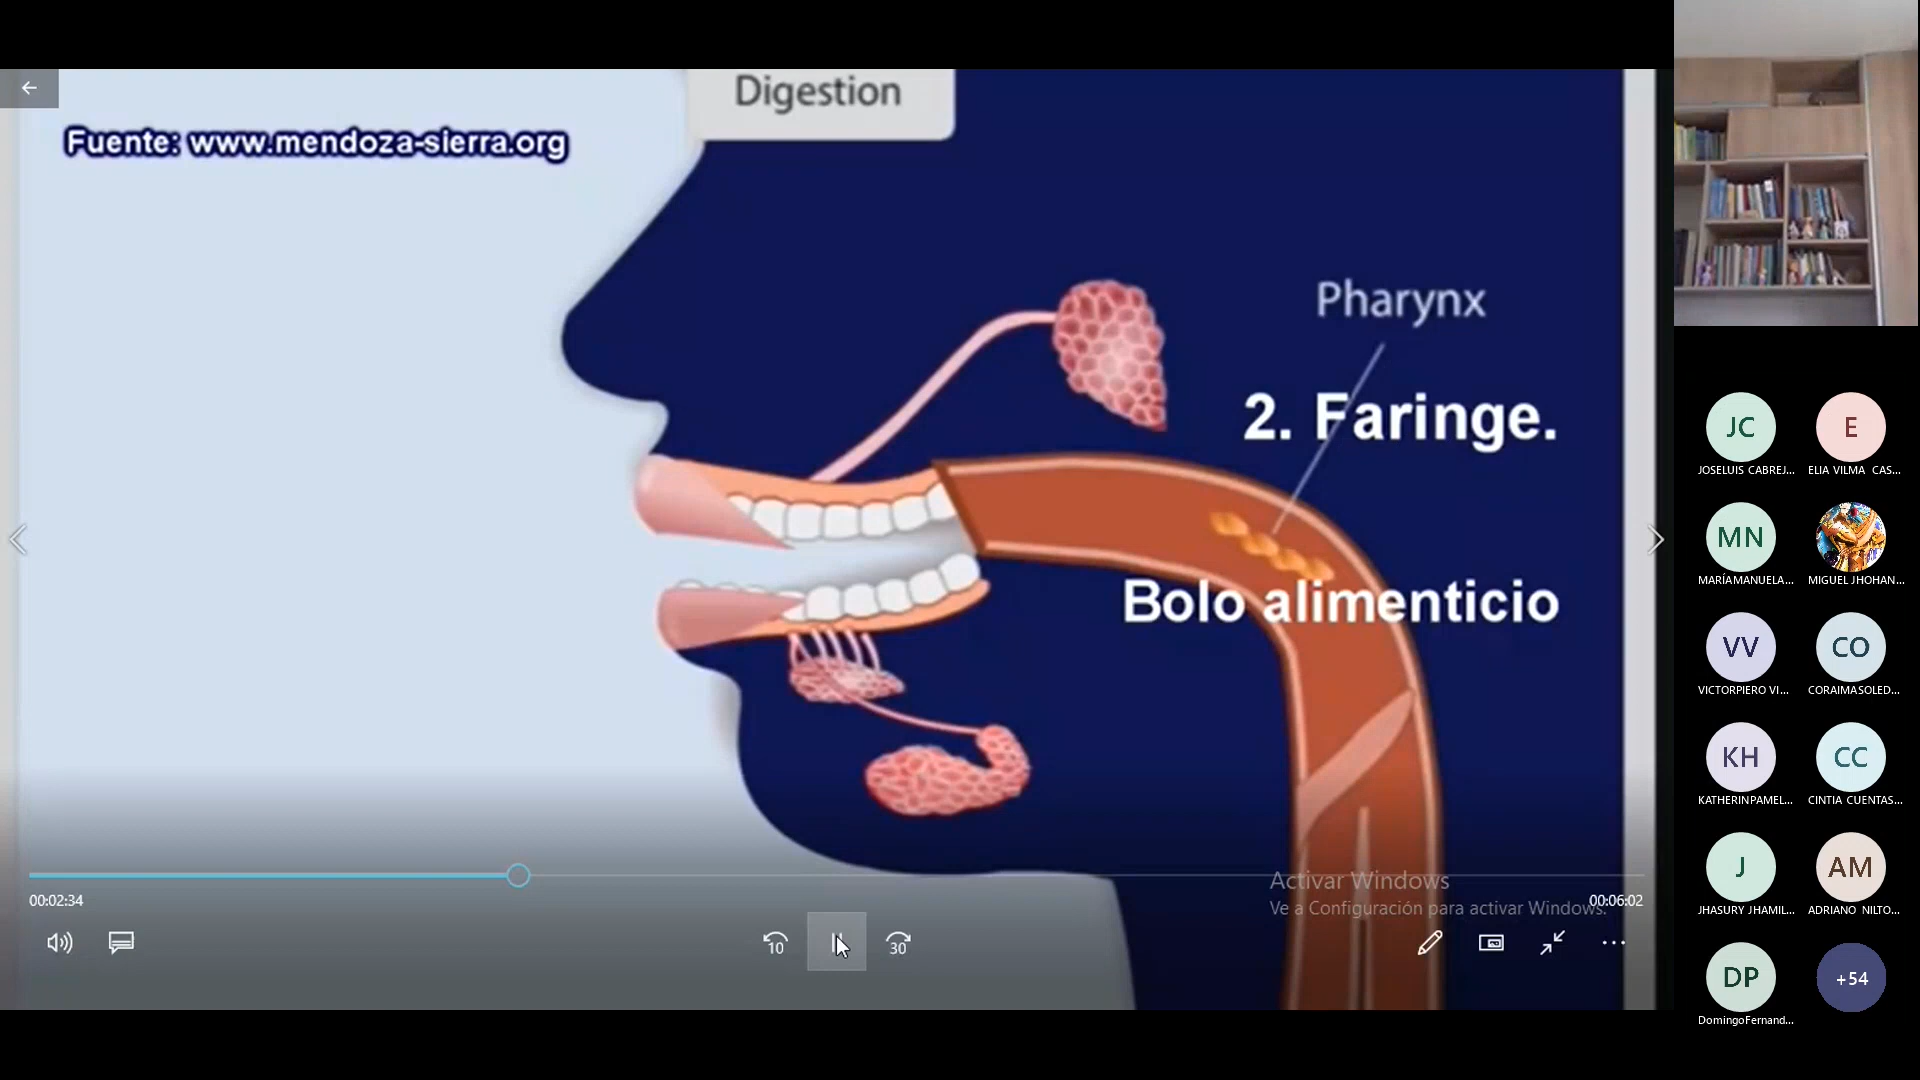 Digestion
Fuente: www.mendoza-sierra.org
Pharynx
2. Faringe.
Bolo alimenticio
Activar Windows
Ve a Configuración para activar Windows.
00:02:34
00:06:02
10
30
JC
E
JOSELUIS CABREJ...
ELIA VILMA CAS...
MN
MARÍAMANUELA...
MIGUEL JHOHAN...
VV
CO
VICTORPIERO VI...
CORAIMASOLED...
KH
CC
KATHERINPAMEL...
CINTIA CUENTAS...
J
AM
JHASURY JHAMIL...
ADRIANO NILTO...
DP
+54
DomingoFernand...